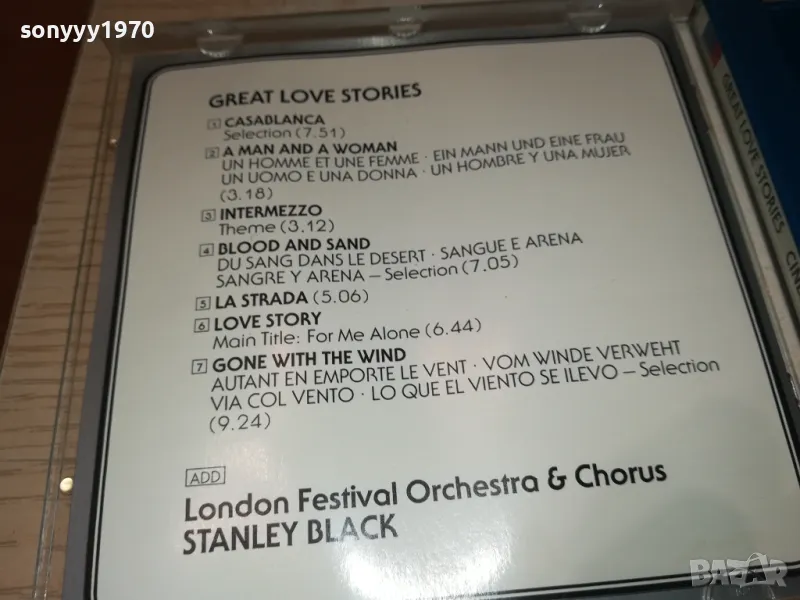 sonyyy1970
GREAT LOVE STORIES
1 CASABLANCA
Selection (7.51)
2 A MAN AND A WOMAN
UN HOMME ET UNE FEMME · EIN MANN UND EINE FRAU
UN UOMO E UNA DONNA · UN HOMBRE Y UNA MUJER
(3.18)
3 INTERMEZZO
Theme (3.12)
4 BLOOD AND SAND
DU SANG DANS LE DESERT · SANGUE E ARENA
SANGRE Y ARENA – Selection (7.05)
5 LA STRADA (5.06)
6 LOVE STORY
Main Title: For Me Alone (6.44)
7 GONE WITH THE WIND
AUTANT EN EMPORTE LE VENT · VOM WINDE VERWEHT
VIA COL VENTO · LO QUE EL VIENTO SE ILEVO – Selection
(9.24)
ADD
London Festival Orchestra & Chorus
STANLEY BLACK
GREAT LOVE STORIES
BAZAR